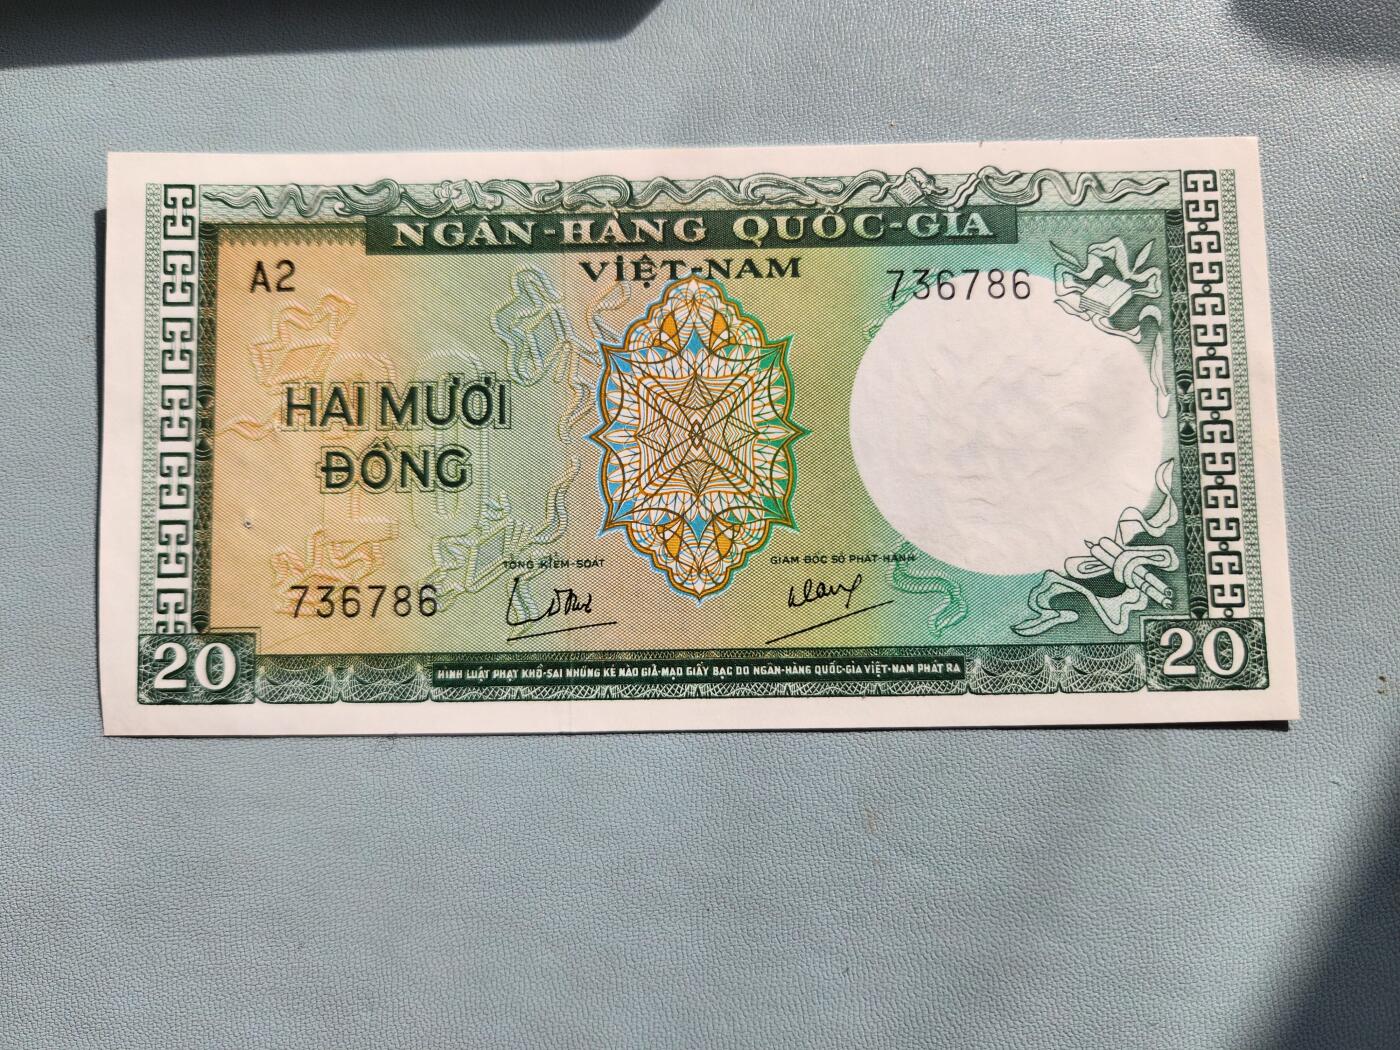 NGÂN-HÀNG QUỐC-GIA
VIỆT-NAM
A2
736786
HAI MƯƠI
ĐỒNG
TỔNG KIỂM-SOÁT
GIÁM ĐỐC SỞ PHÁT-HÀNH
736786
20
HÌNH LUẬT PHẠT KHỔ-SAI NHỮNG KẺ NÀO GIẢ-MẠO GIẤY BẠC DO NGÂN-HÀNG QUỐC-GIA VIỆT-NAM PHÁT RA
20